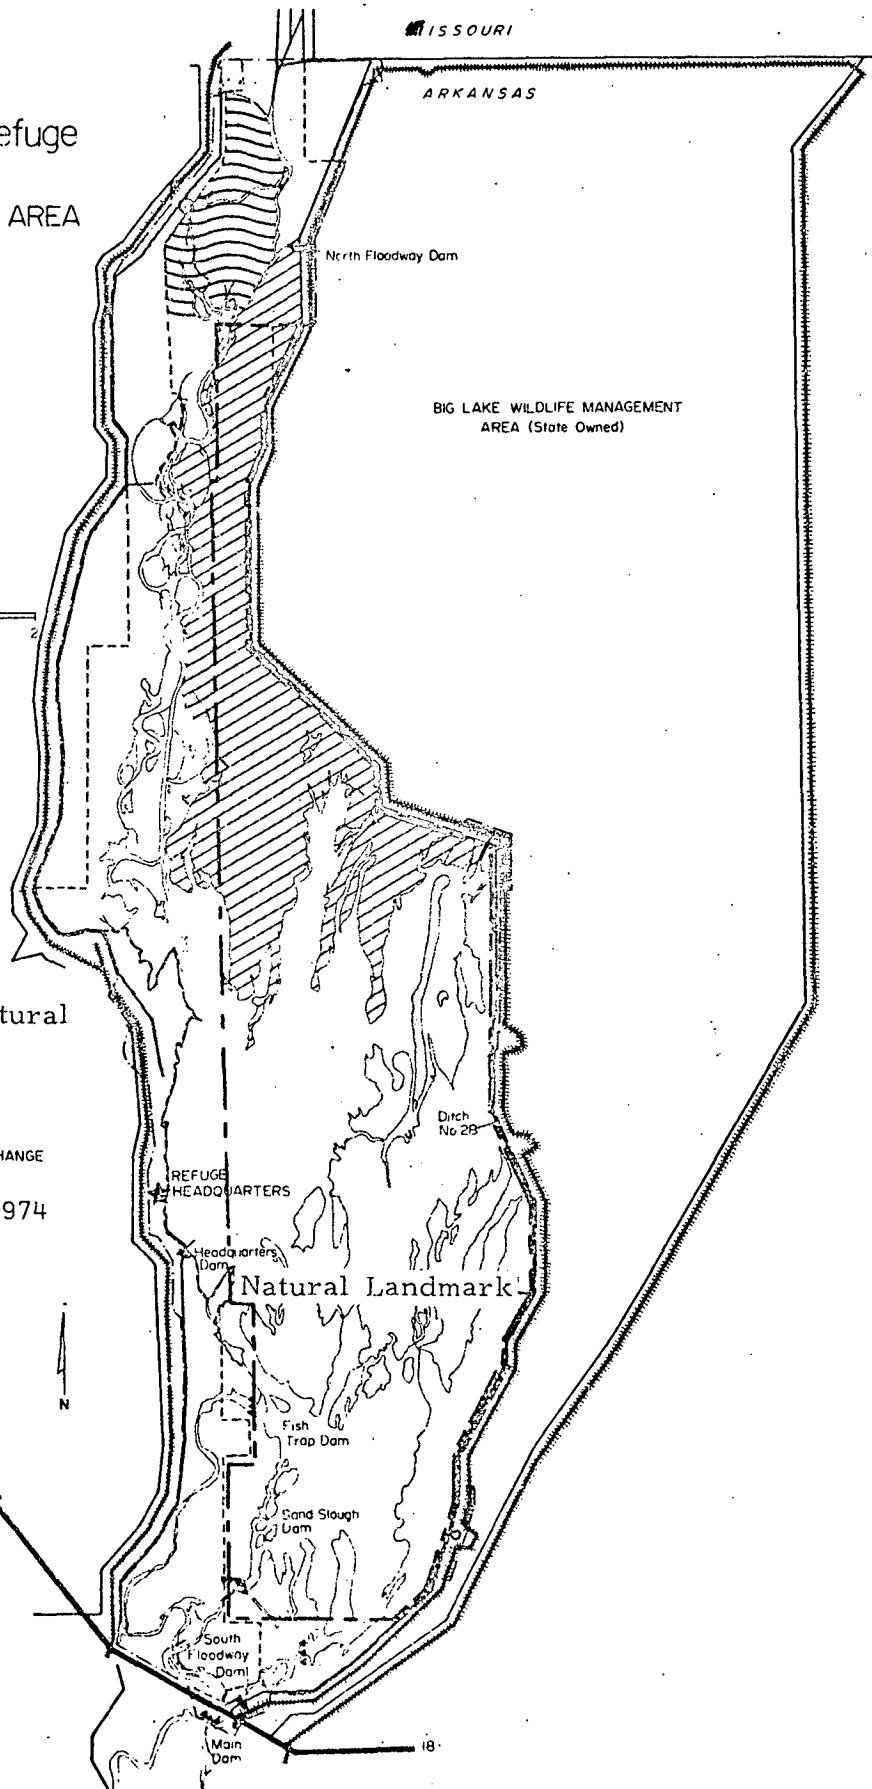 MISSOURI
ARKANSAS
efuge
AREA
North Floodway Dam
BIG LAKE WILDLIFE MANAGEMENT
AREA (State Owned)
2
tural
Ditch
No 28
HANGE
REFUGE
HEADQUARTERS
974
Headquarters
Dam
Natural Landmark
N
Fish
Trap Dam
Sand Slough
Dam
South
Floodway
Dam
Main
Dam
18